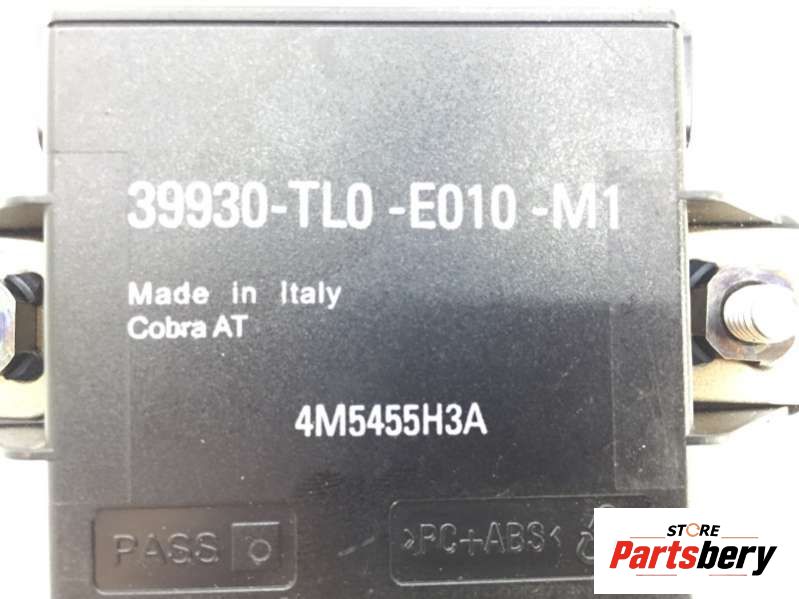 39930-TL0 -E010 -M1
Made in Italy
Cobra AT
4M5455H3A
PASS
>PC+ABS<
STORE
Partsbery